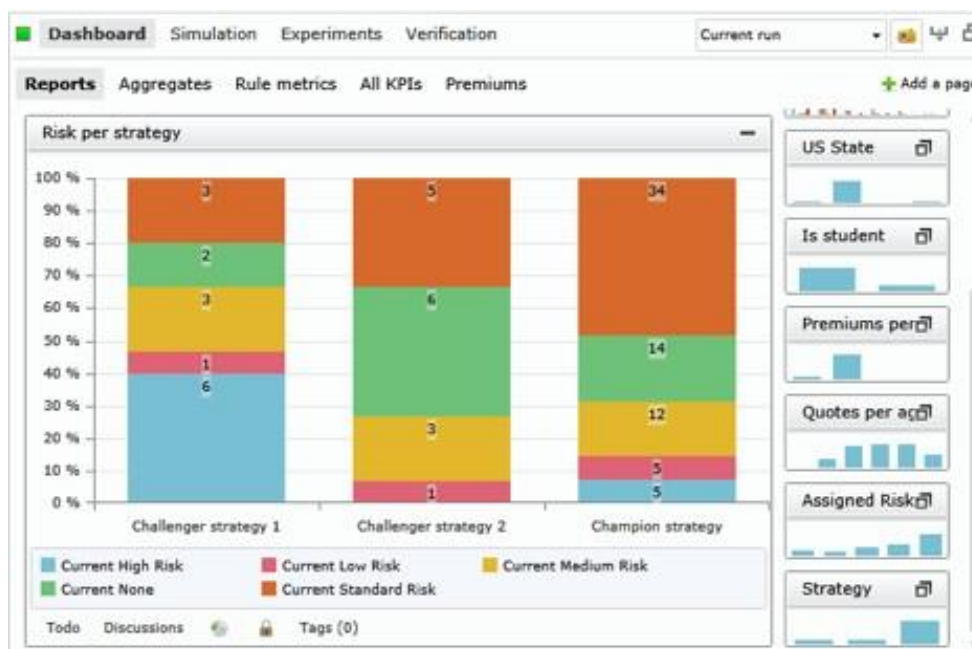 Dashboard Simulation Experiments Verification Current run
Reports Aggregates Rule metrics All KPIs Premiums Add a page
Risk per strategy
100 %
90 %
80 %
70 %
60 %
50 %
40 %
30 %
20 %
10 %
0 %
3
2
3
1
6
5
6
3
1
34
14
12
5
5
Challenger strategy 1 Challenger strategy 2 Champion strategy
Current High Risk Current Low Risk Current Medium Risk
Current None Current Standard Risk
Todo Discussions Tags (0)
US State
Is student
Premiums per
Quotes per ag
Assigned Risk
Strategy